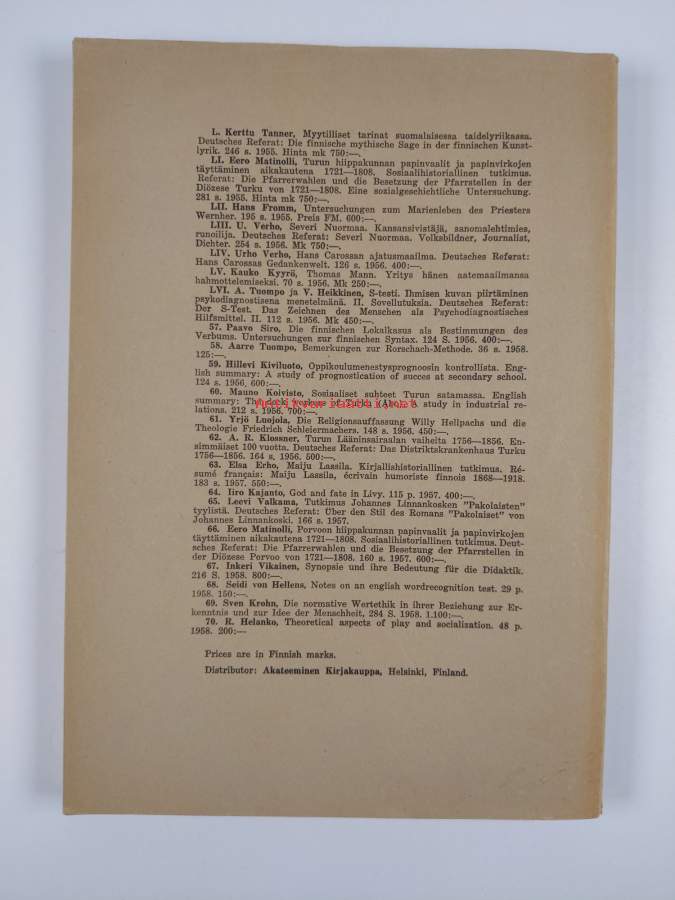 L. Kerttu Tanner, Myytilliset tarinat suomalaisessa taidelyriikassa.
Deutsches Referat: Die finnische mythische Sage in der finnischen Kunst-
lyrik. 246 s. 1955. Hinta mk 750:—.
LI. Eero Matinolli, Turun hiippakunnan papinvaalit ja papinvirkojen
täyttäminen aikakautena 1721—1808. Sosiaalihistoriallinen tutkimus.
Referat: Die Pfarrerwahlen und die Besetzung der Pfarrstellen in der
Diözese Turku von 1721—1808. Eine sozialgeschichtliche Untersuchung.
281 s. 1955. Hinta mk 750:—.
LII. Hans Fromm, Untersuchungen zum Marienleben des Priesters
Wernher. 195 s. 1955. Preis FM. 600:—.
LIII. U. Verho, Severi Nuormaa. Kansansivistäjä, sanomalehtimies,
runoilija. Deutsches Referat: Severi Nuormaa. Volksbildner, Journalist,
Dichter. 254 s. 1956. Mk 750:—.
LIV. Urho Verho, Hans Carossan ajatusmaailma. Deutsches Referat:
Hans Carossas Gedankenwelt. 126 s. 1956. 400:—.
LV. Kauko Kyyrö, Thomas Mann. Yritys hänen aatemaailmansa
hahmottelemiseksi. 70 s. 1956. Mk 250:—.
LVI. A. Tuompo ja V. Heikkinen, S-testi. Ihmisen kuvan piirtäminen
psykodiagnostisena menetelmänä. II. Sovellutuksia. Deutsches Referat:
Der S-Test. Das Zeichnen des Menschen als Psychodiagnostisches
Hilfsmittel. II. 112 s. 1956. Mk 450:—.
57. Paavo Siro, Die finnischen Lokalkasus als Bestimmungen des
Verbums. Untersuchungen zur finnischen Syntax. 124 S. 1956. 400:—.
58. Aarre Tuompo, Bemerkungen zur Rorschach-Methode. 36 s. 1958.
125:—.
59. Hillevi Kiviluoto, Oppikoulumenestysprognoosin kontrollista. Eng-
lish summary: A study of prognostication of succes at secondary school.
124 s. 1956, 600:—.
60. Mauno Koivisto, Sosiaaliset suhteet Turun satamassa. English
summary: The dock workers of Turku (Åbo). A study in industrial re-
lations. 212 s. 1956. 700:—.
61. Yrjö Luojola, Die Religionsauffassung Willy Hellpachs und die
Theologie Friedrich Schleiermachers. 148 s. 1956. 450:—.
62. A. R. Klossner, Turun Lääninsairaalan vaiheita 1756—1856. En-
simmäiset 100 vuotta. Deutsches Referat: Das Distriktskrankenhaus Turku
1756—1856. 164 s, 1956. 500:—.
63. Elsa Erho, Maiju Lassila. Kirjallishistoriallinen tutkimus. Ré-
sumé français: Maiju Lassila, écrivain humoriste finnois 1868—1918.
183 s. 1957. 550:—.
64. Iiro Kajanto, God and fate in Livy. 115 p. 1957. 400:—.
65. Leevi Valkama, Tutkimus Johannes Linnankosken "Pakolaisten"
tyylistä. Deutsches Referat: Über den Stil des Romans "Pakolaiset" von
Johannes Linnankoski. 166 s. 1957.
66. Eero Matinolli, Porvoon hiippakunnan papinvaalit ja papinvirkojen
täyttäminen aikakautena 1721—1808. Sosiaalihistoriallinen tutkimus. Deut-
sches Referat: Die Pfarrerwahlen und die Besetzung der Pfarrstellen in
der Diözese Porvoo von 1721—1808. 160 s. 1957. 600:—.
67. Inkeri Vikainen, Synopsie und ihre Bedeutung für die Didaktik.
216 S. 1958. 800:—.
68. Seidi von Hellens, Notes on an english wordrecognition test. 29 p.
1958. 150:—.
69. Sven Krohn, Die normative Wertethik in ihrer Beziehung zur Er-
kenntnis und zur Idee der Menschheit, 284 S. 1958. 1.100:—.
70. R. Helanko, Theoretical aspects of play and socialization. 48 p.
1958. 200:—
Prices are in Finnish marks.
Distributor: Akateeminen Kirjakauppa, Helsinki, Finland.